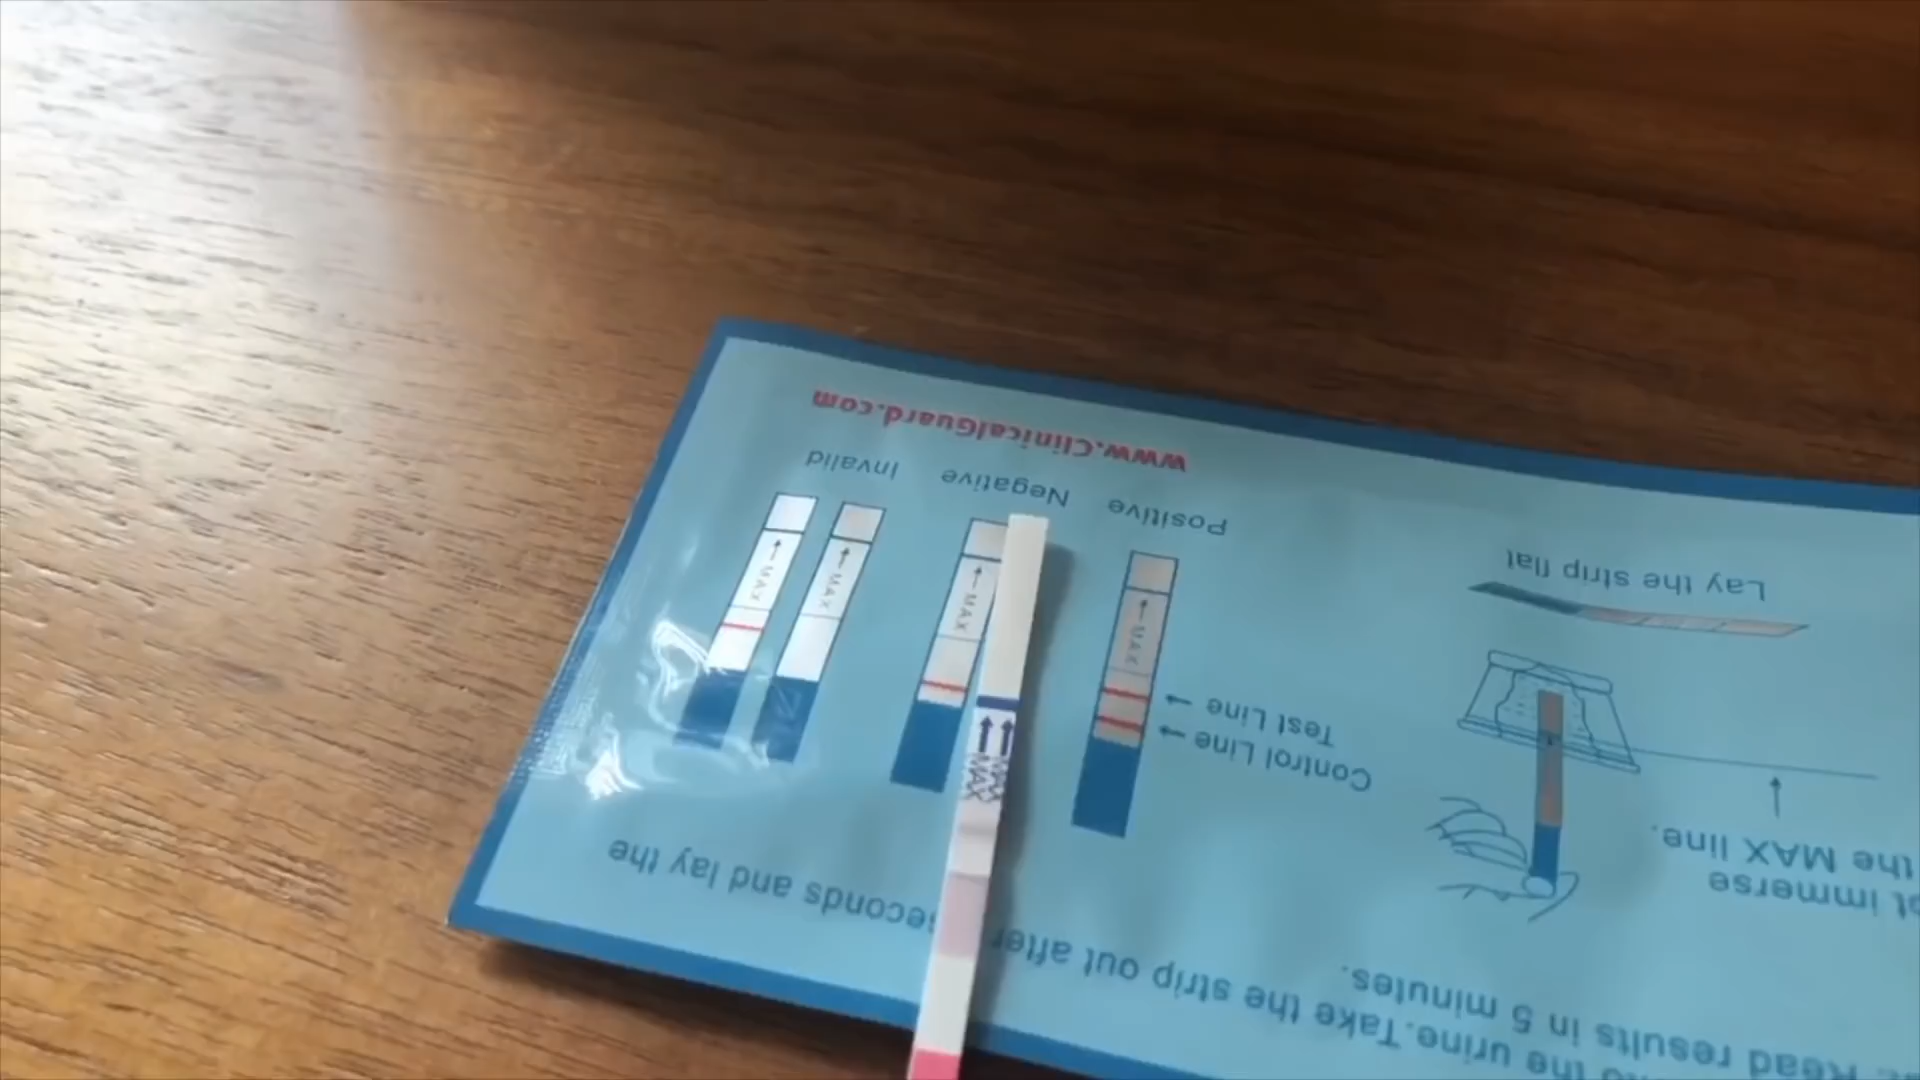 the urine.Take the strip out after seconds and lay the
Read results in 5 minutes.
immerse
the MAX line.
Control Line
Test Line
Lay the strip flat
MAX
MAX
MAX
MAX
MAX
MAX
Positive
Negative
Invalid
www.ClinicalGuard.com